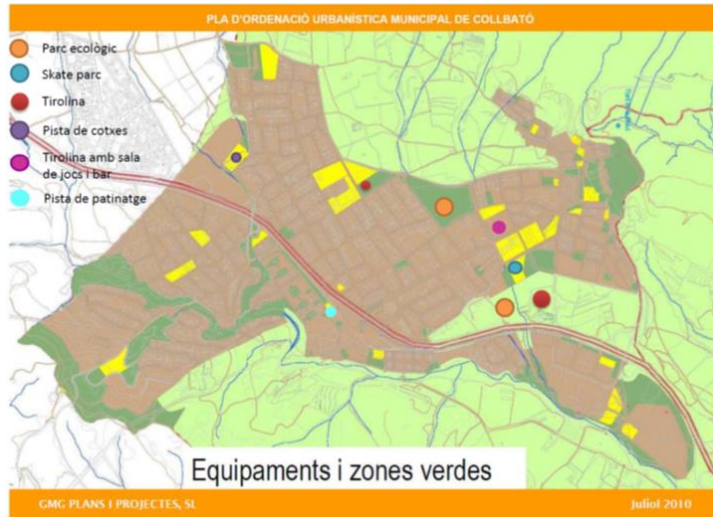 PLA D'ORDENACIÓ URBANÍSTICA MUNICIPAL DE COLLBATÓ
Parc ecològic
Skate parc
Tirolina
Pista de cotxes
Tirolina amb sala
de jocs i bar
Pista de patinatge
Equipaments i zones verdes
GMG PLANS I PROJECTES, SL
Juliol 2010